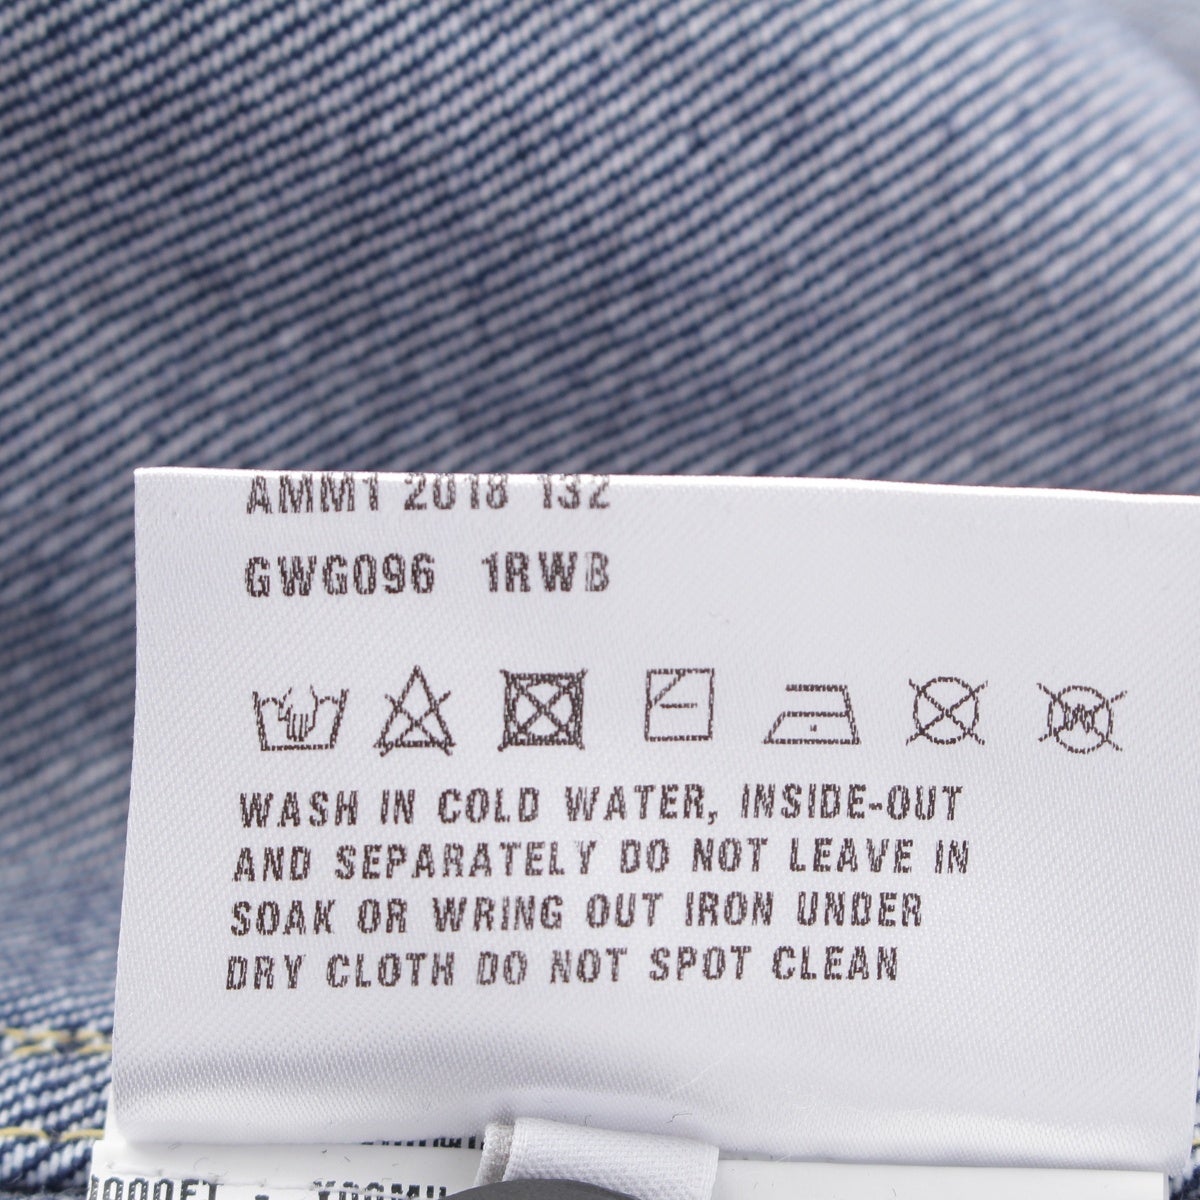 AMM1 2018 132
GWG096 1RWB
WASH IN COLD WATER, INSIDE-OUT
AND SEPARATELY DO NOT LEAVE IN
SOAK OR WRING OUT IRON UNDER
DRY CLOTH DO NOT SPOT CLEAN